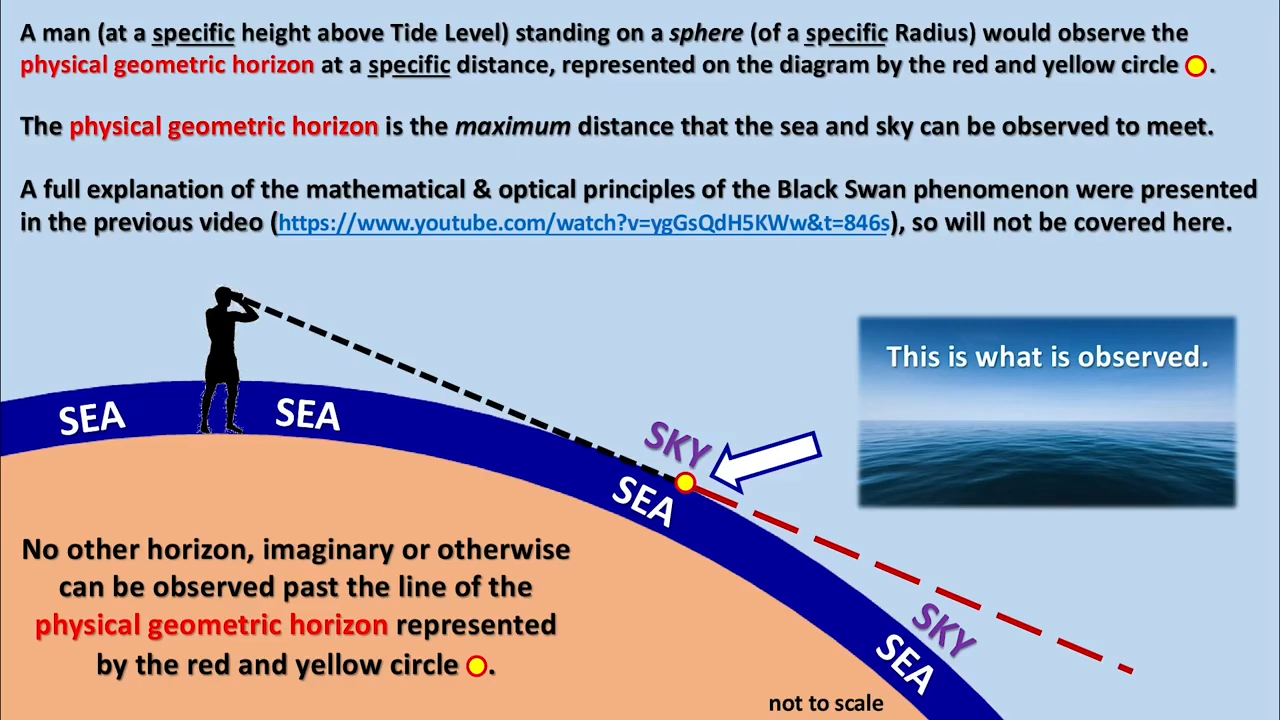 A man (at a specific height above Tide Level) standing on a sphere (of a specific Radius) would observe the
physical geometric horizon at a specific distance, represented on the diagram by the red and yellow circle .
The physical geometric horizon is the maximum distance that the sea and sky can be observed to meet.
A full explanation of the mathematical & optical principles of the Black Swan phenomenon were presented
in the previous video (https://www.youtube.com/watch?v=ygGsQdH5KWw&t=846s), so will not be covered here.
This is what is observed.
SEA
SEA
SKY
SEA
SKY
SEA
No other horizon, imaginary or otherwise
can be observed past the line of the
physical geometric horizon represented
by the red and yellow circle .
not to scale